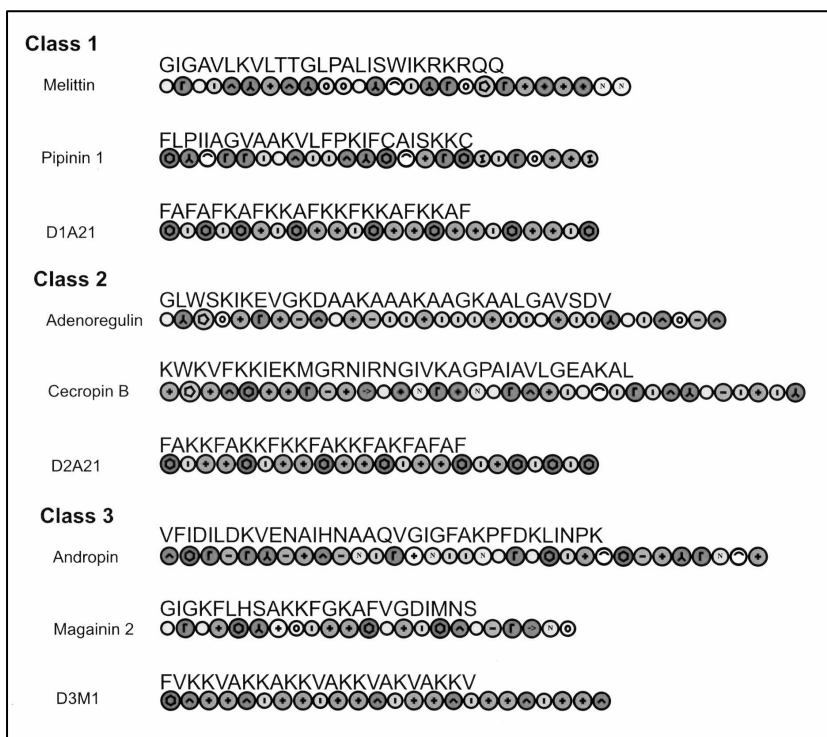 Class 1
GIGAVLKVLTTGLPALISWIKRKRQQ
Melittin
FLPIIAGVAAKVLFPKIFCAISKKC
Pipinin 1
FAFAFKAFKKAFKKFKKAFKKAF
D1A21
Class 2
GLWSKIKEVGKDAAKAAAKAAGKAALGAVSDV
Adenoregulin
KWKVFKKIEKMGRNIRNGIVKAGPAIAVLGEAKAL
Cecropin B
FAKKFAKKFKKFAKKFAKFAFAF
D2A21
Class 3
VFIDILDKVENAIHNAAQVGIGFAKPFDKLINPK
Andropin
GIGKFLHSAKKFGKAFVGDIMNS
Magainin 2
FVKKVAKKAKKVAKKVAKVAKKV
D3M1